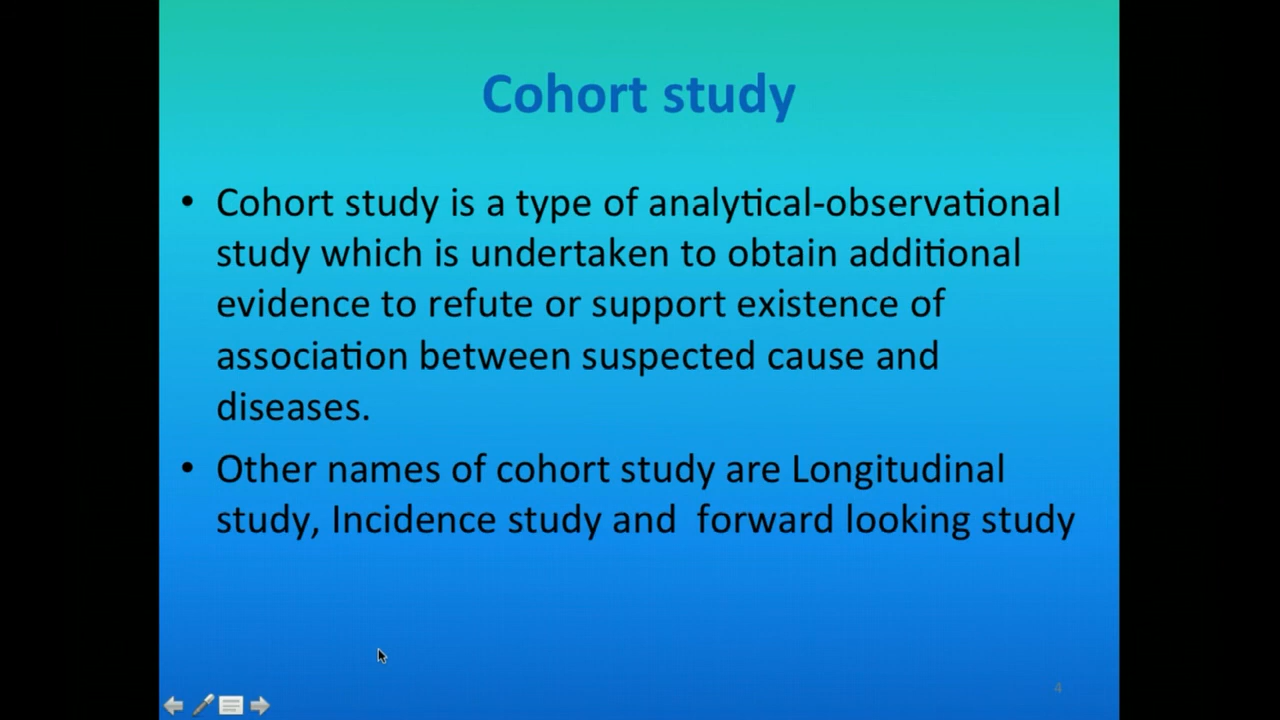 Cohort study
• Cohort study is a type of analytical-observational
study which is undertaken to obtain additional
evidence to refute or support existence of
association between suspected cause and
diseases.
• Other names of cohort study are Longitudinal
study, Incidence study and  forward looking study
4